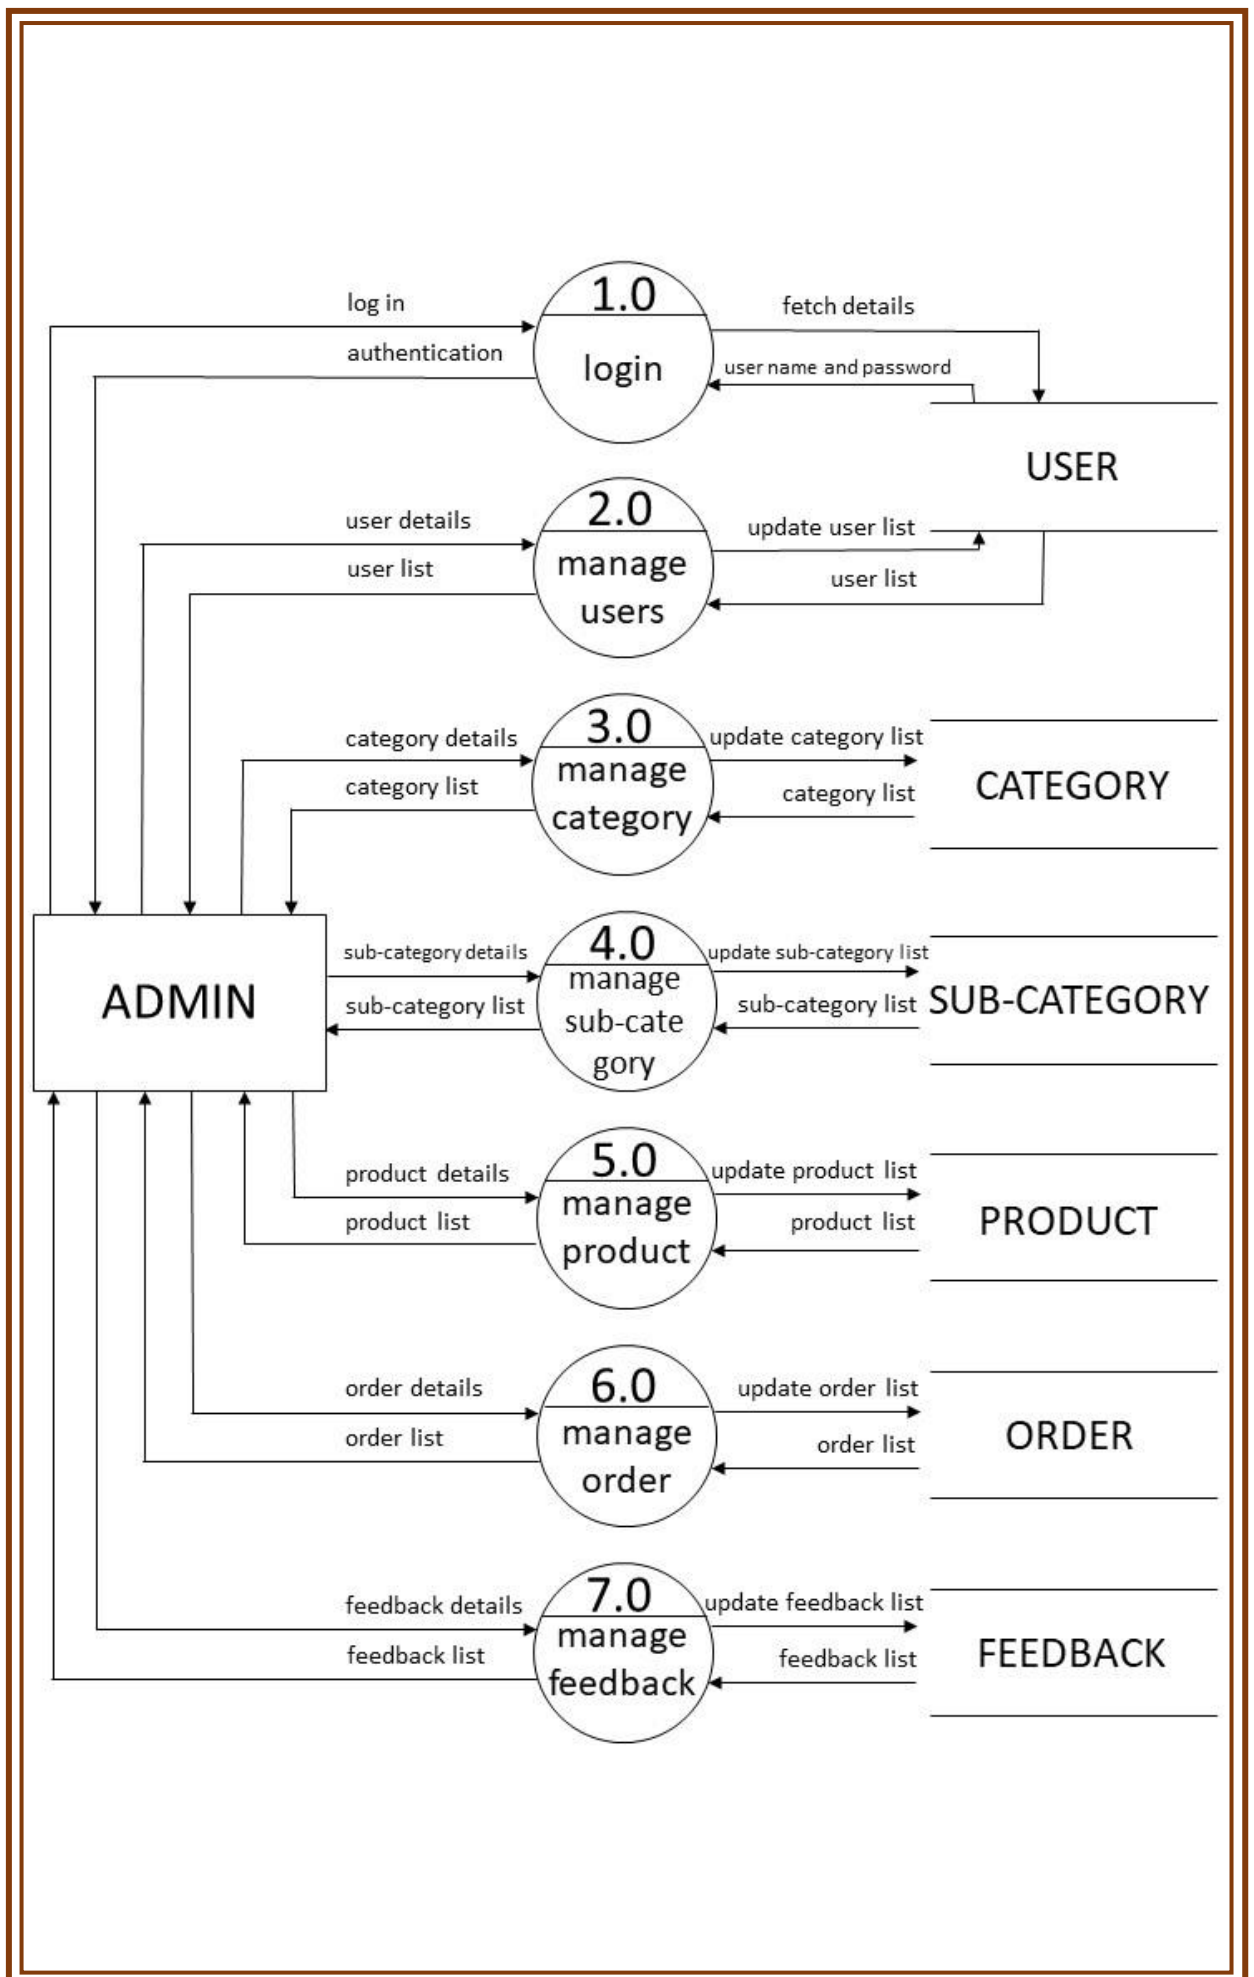 1.0
log in
fetch details
authentication
login
user name and password
USER
2.0
user details
update user list
manage
user list
user list
users
3.0
category details
update category list
manage
category list
category list
category
CATEGORY
4.0
sub-category details
update sub-category list
manage
ADMIN
sub-category list
sub-cate
gory
sub-category list
SUB-CATEGORY
5.0
product details
update product list
manage
product list
product list
product
PRODUCT
6.0
order details
update order list
manage
order list
order list
order
ORDER
7.0
feedback details
update feedback list
manage
feedback list
feedback list
feedback
FEEDBACK